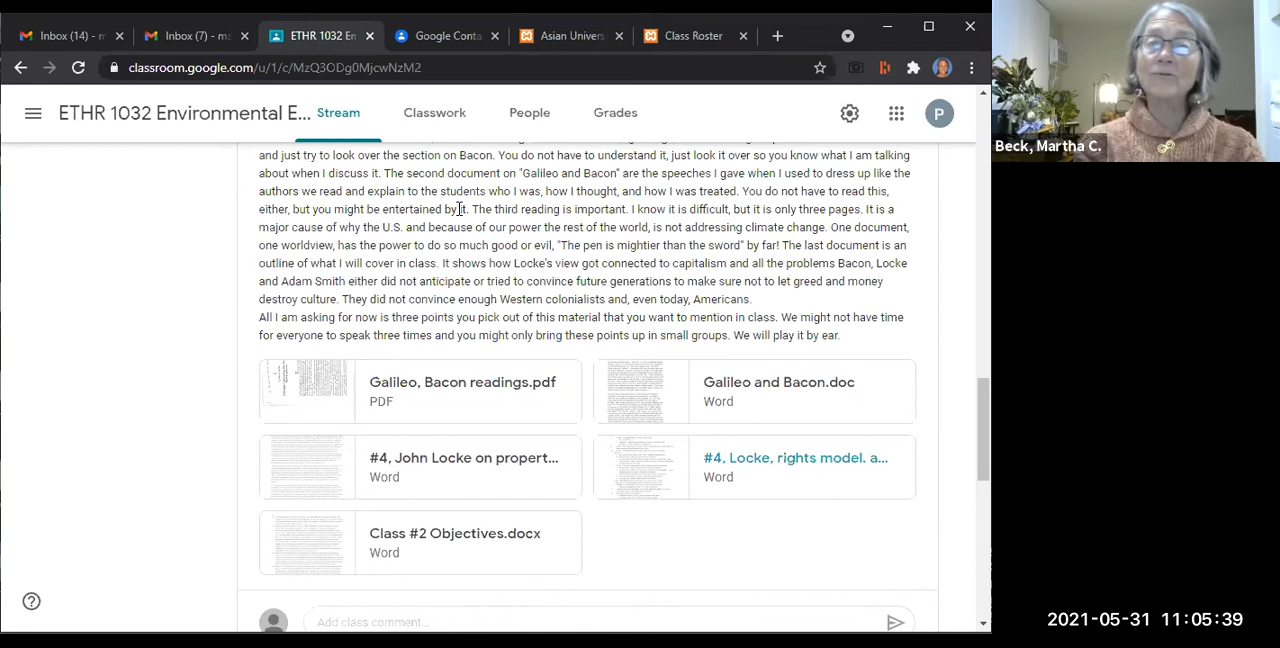 Inbox (14) - m
Inbox (7) - ma
ETHR 1032 En
Google Conta
Asian Univers
Class Roster
classroom.google.com/u/1/c/MzQ3ODg0MjcwNzM2
ETHR 1032 Environmental E...
Stream
Classwork
People
Grades
P
and just try to look over the section on Bacon. You do not have to understand it, just look it over so you know what I am talking
about when I discuss it. The second document on "Galileo and Bacon" are the speeches I gave when I used to dress up like the
authors we read and explain to the students who I was, how I thought, and how I was treated. You do not have to read this,
either, but you might be entertained by it. The third reading is important. I know it is difficult, but it is only three pages. It is a
major cause of why the U.S. and because of our power the rest of the world, is not addressing climate change. One document,
one worldview, has the power to do so much good or evil, "The pen is mightier than the sword" by far! The last document is an
outline of what I will cover in class. It shows how Locke's view got connected to capitalism and all the problems Bacon, Locke
and Adam Smith either did not anticipate or tried to convince future generations to make sure not to let greed and money
destroy culture. They did not convince enough Western colonialists and, even today, Americans.
All I am asking for now is three points you pick out of this material that you want to mention in class. We might not have time
for everyone to speak three times and you might only bring these points up in small groups. We will play it by ear.
Galileo, Bacon readings.pdf
PDF
Galileo and Bacon.doc
Word
#4, John Locke on propert...
Word
#4, Locke, rights model. a...
Word
Class #2 Objectives.docx
Word
Add class comment...
Beck, Martha C.
2021-05-31 11:05:39